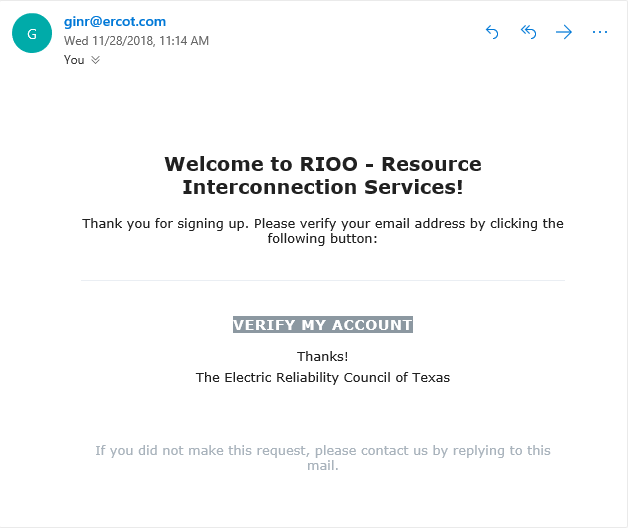 G
ginr@ercot.com
Wed 11/28/2018, 11:14 AM
You
Welcome to RIOO - Resource
Interconnection Services!
Thank you for signing up. Please verify your email address by clicking the
following button:
VERIFY MY ACCOUNT
Thanks!
The Electric Reliability Council of Texas
If you did not make this request, please contact us by replying to this
mail.